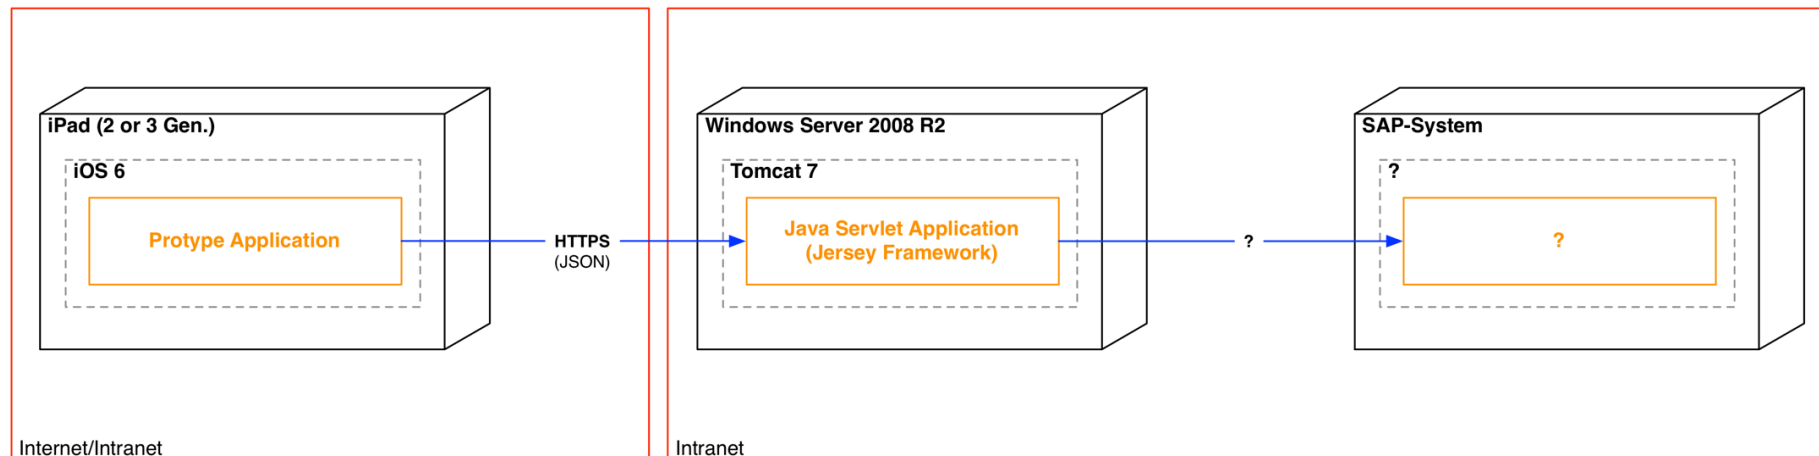 iPad (2 or 3 Gen.)
iOS 6
Protype Application
HTTPS
(JSON)
Internet/Intranet
Windows Server 2008 R2
Tomcat 7
Java Servlet Application
(Jersey Framework)
?
SAP-System
?
?
Intranet